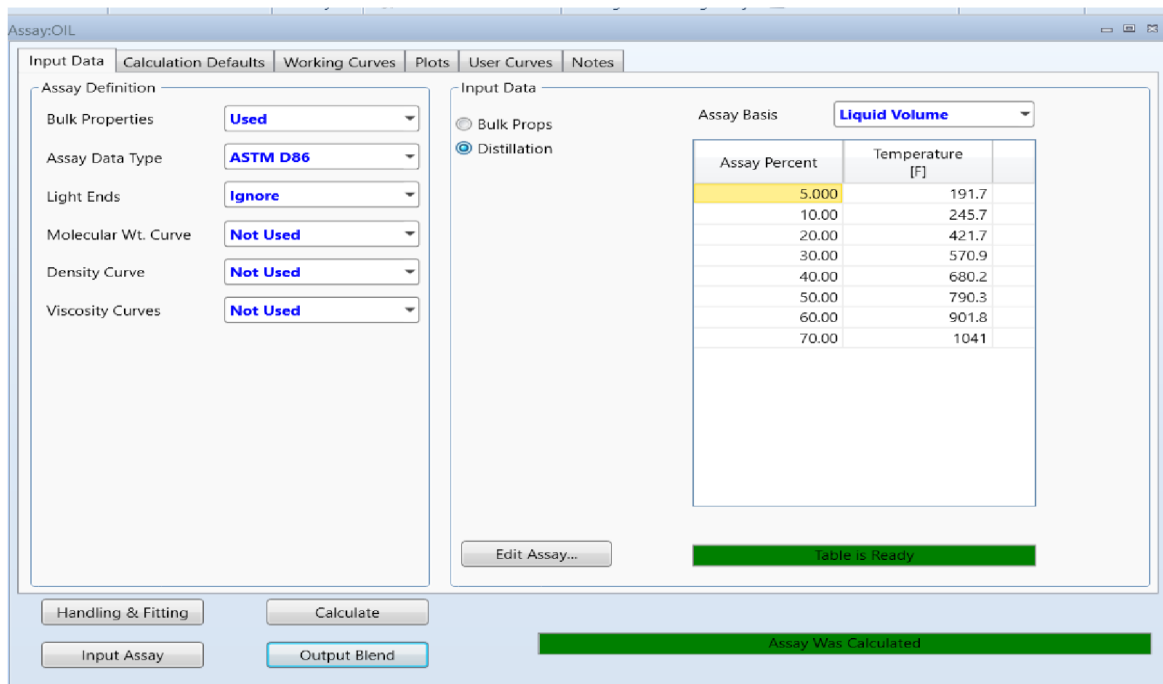 Assay:OIL
Input Data Calculation Defaults Working Curves Plots User Curves Notes
Assay Definition
Bulk Properties Used
Assay Data Type ASTM D86
Light Ends Ignore
Molecular Wt. Curve Not Used
Density Curve Not Used
Viscosity Curves Not Used
Input Data
Bulk Props
Distillation
Assay Basis Liquid Volume
Assay Percent Temperature
[F]
5.000 191.7
10.00 245.7
20.00 421.7
30.00 570.9
40.00 680.2
50.00 790.3
60.00 901.8
70.00 1041
Edit Assay...
Table is Ready
Handling & Fitting Calculate
Input Assay Output Blend
Assay Was Calculated